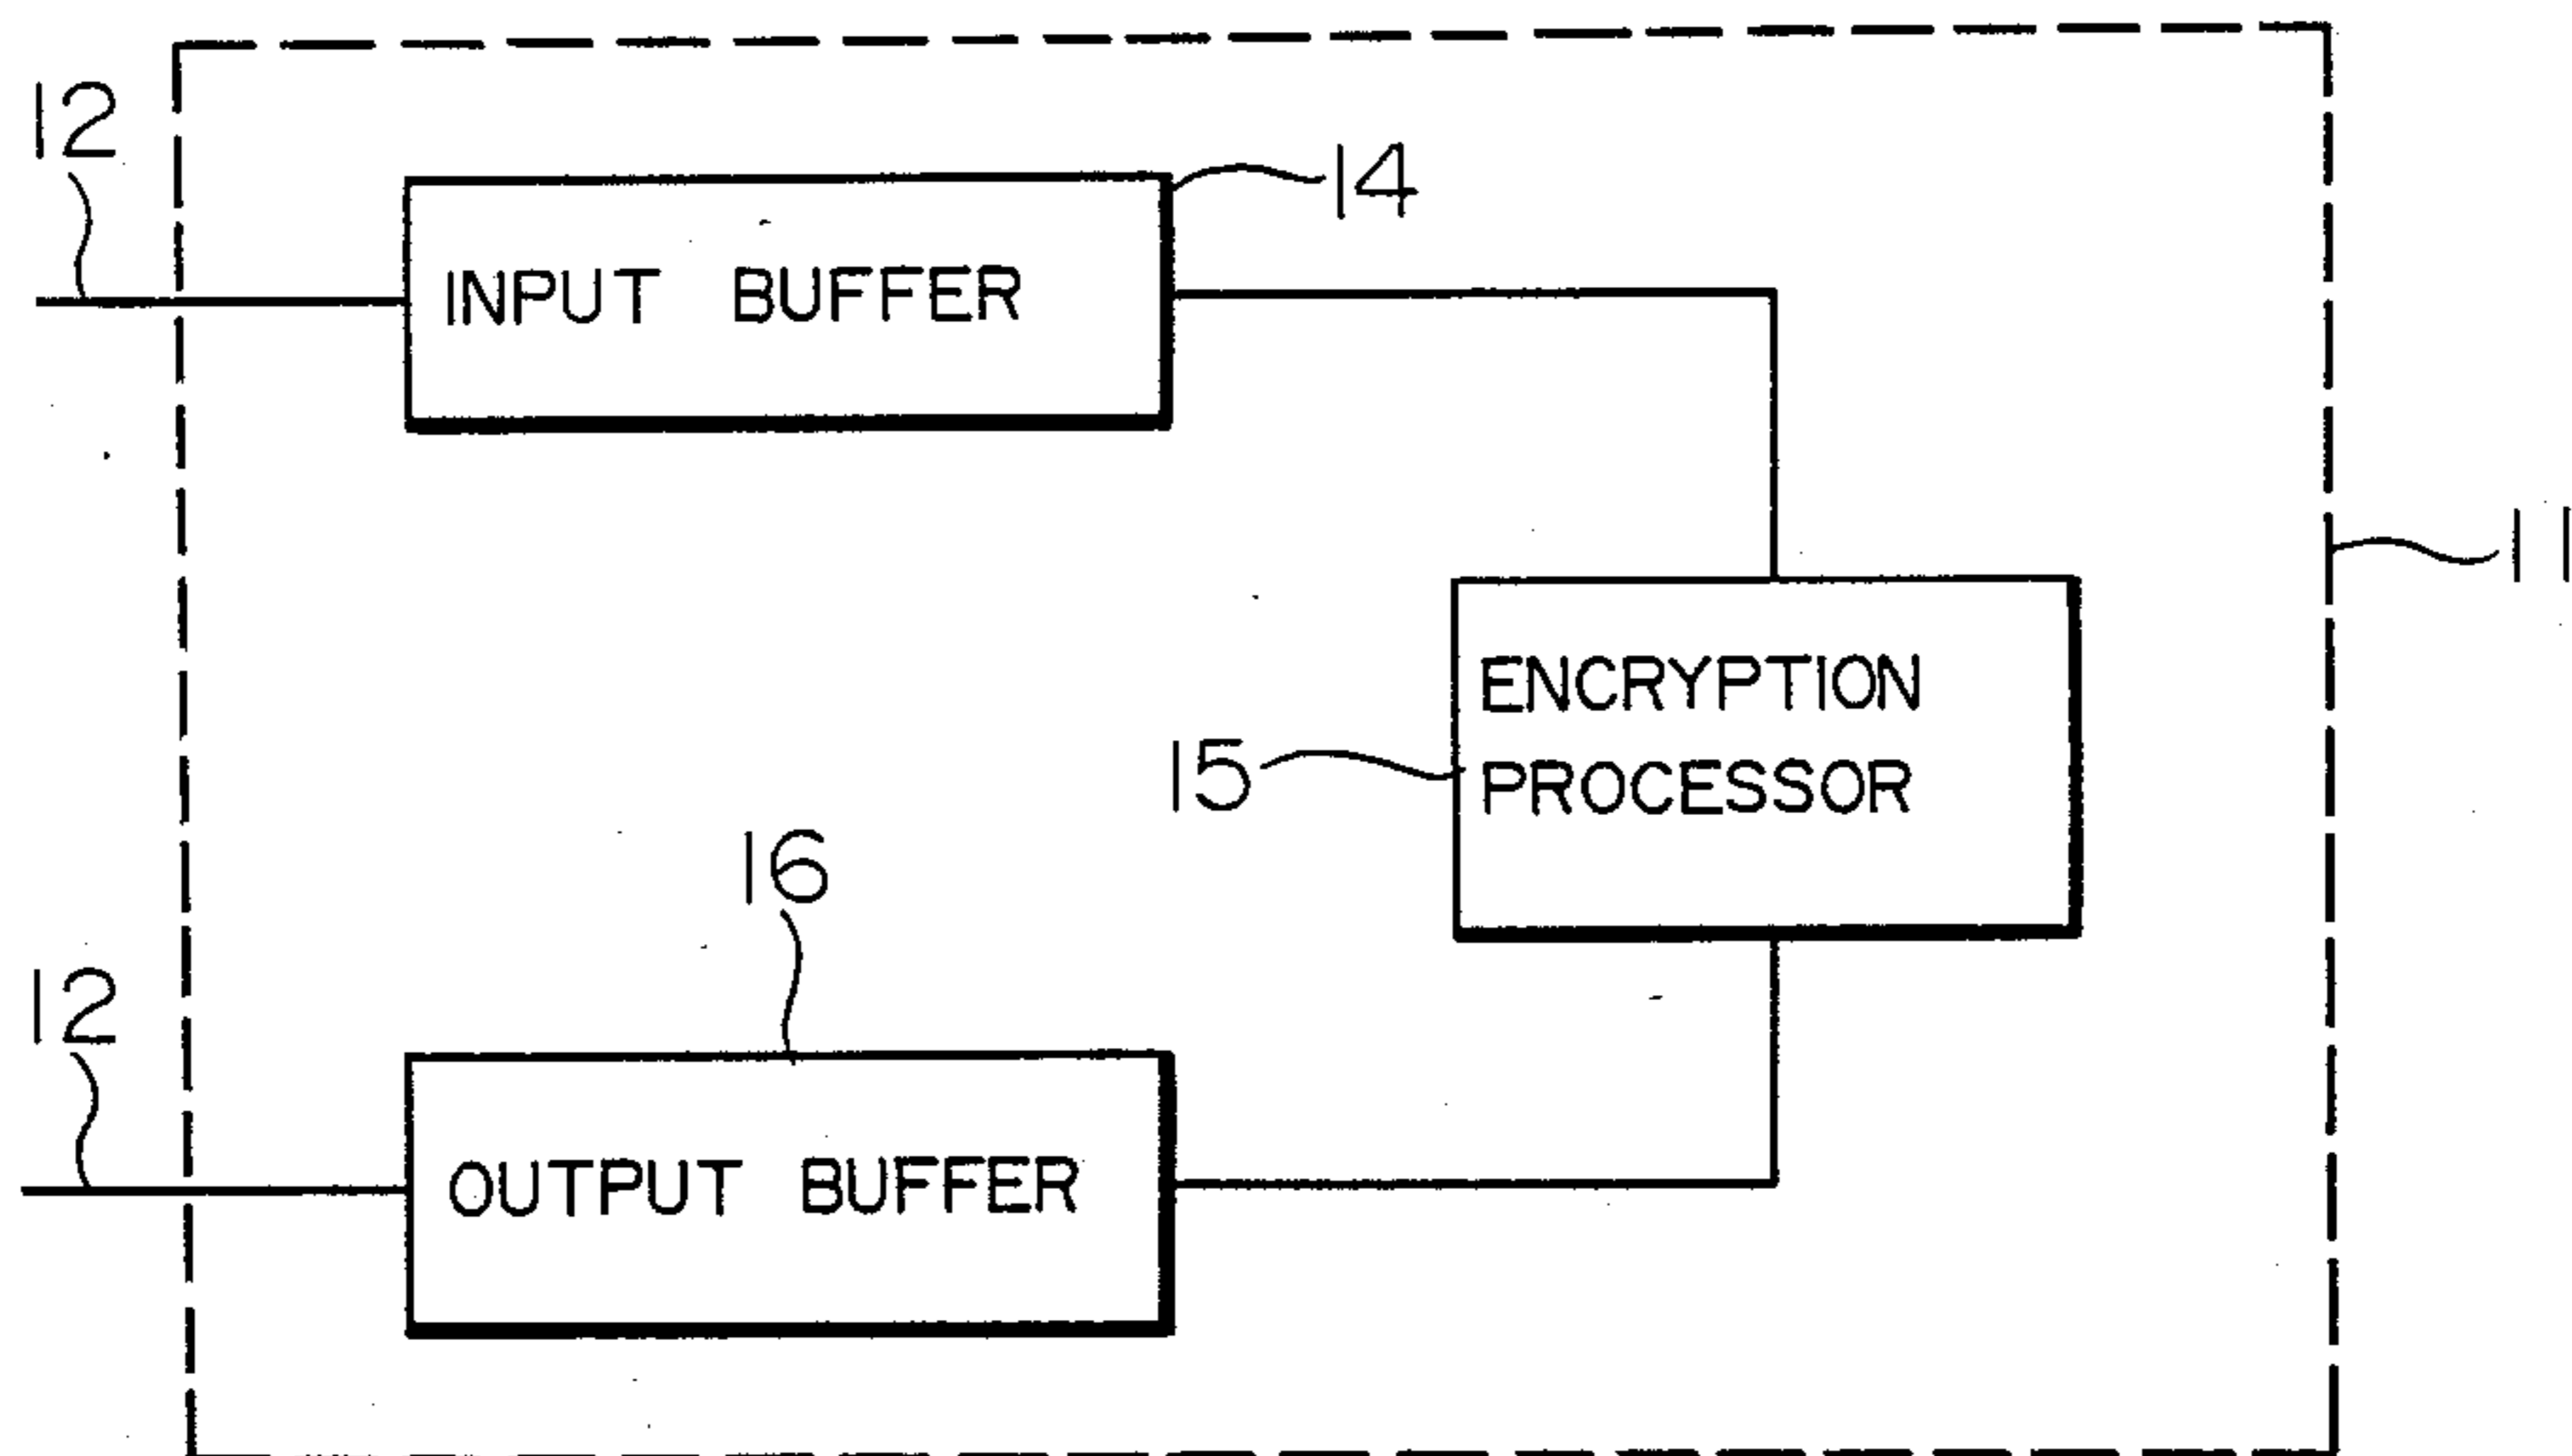 12
INPUT BUFFER
14
11
ENCRYPTION
PROCESSOR
15
16
12
OUTPUT BUFFER